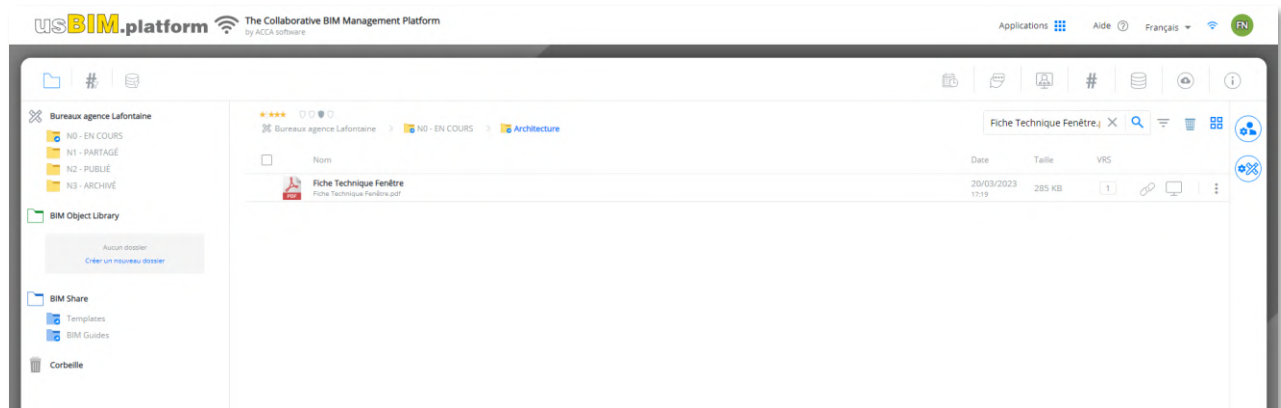 usBIM.platform
The Collaborative BIM Management Platform
by ACCA software
Applications
Aide
?
Français
FN
#
#
i
Bureaux agence Lafontaine
N0 - EN COURS
N1 - PARTAGÉ
N2 - PUBLIÉ
N3 - ARCHIVÉ
BIM Object Library
Aucun dossier
Créer un nouveau dossier
BIM Share
Templates
BIM Guides
Corbeille
Bureaux agence Lafontaine > N0 - EN COURS > Architecture
Fiche Technique Fenêtre.
Nom
Date
Taille
VRS
PDF
Fiche Technique Fenêtre
Fiche Technique Fenêtre.pdf
20/03/2023
17:19
285 KB
1